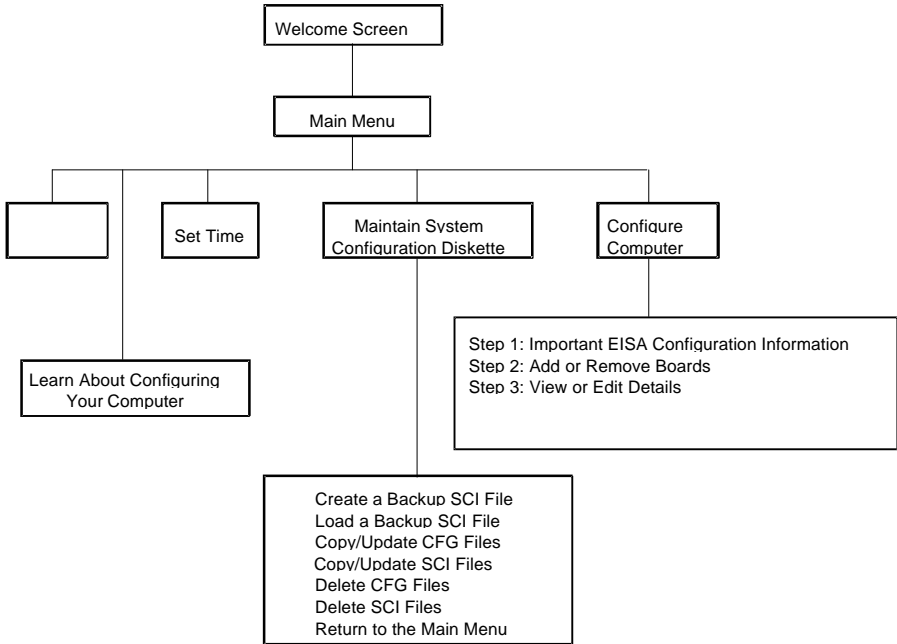 Welcome Screen
Main Menu
Set Time
Maintain System
Configuration Diskette
Configure
Computer
Learn About Configuring
Your Computer
Step 1: Important EISA Configuration Information
Step 2: Add or Remove Boards
Step 3: View or Edit Details
Create a Backup SCI File
Load a Backup SCI File
Copy/Update CFG Files
Copy/Update SCI Files
Delete CFG Files
Delete SCI Files
Return to the Main Menu